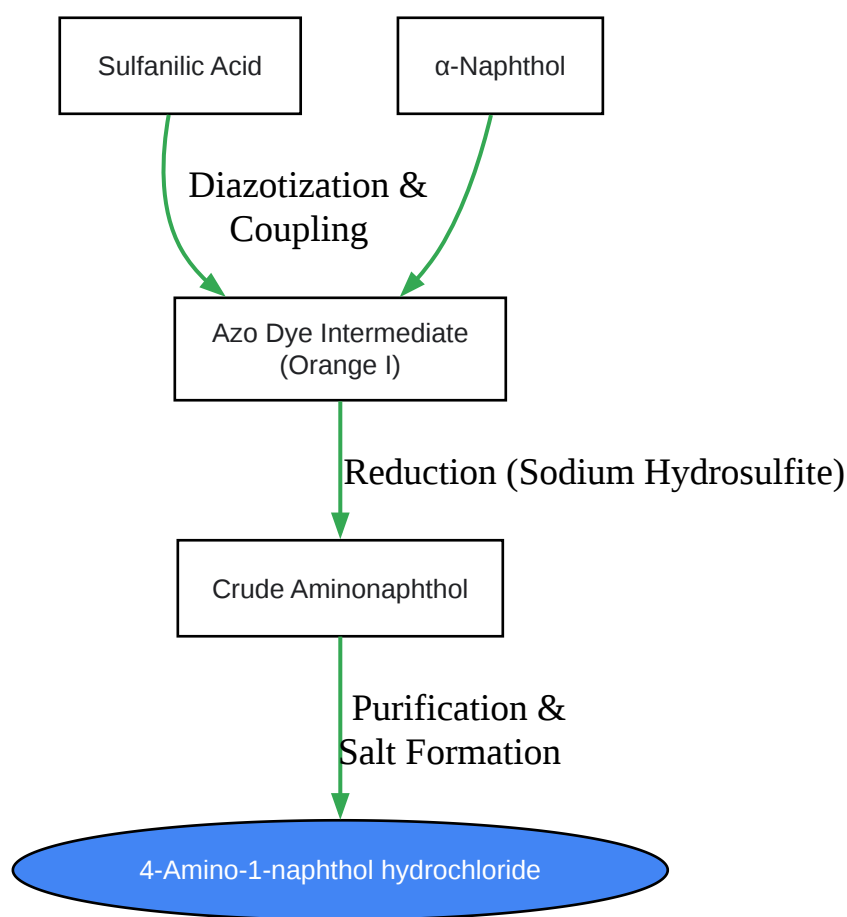 Sulfanilic Acid
α-Naphthol
Diazotization &
Coupling
Azo Dye Intermediate
(Orange I)
Reduction (Sodium Hydrosulfite)
Crude Aminonaphthol
Purification &
Salt Formation
4-Amino-1-naphthol hydrochloride